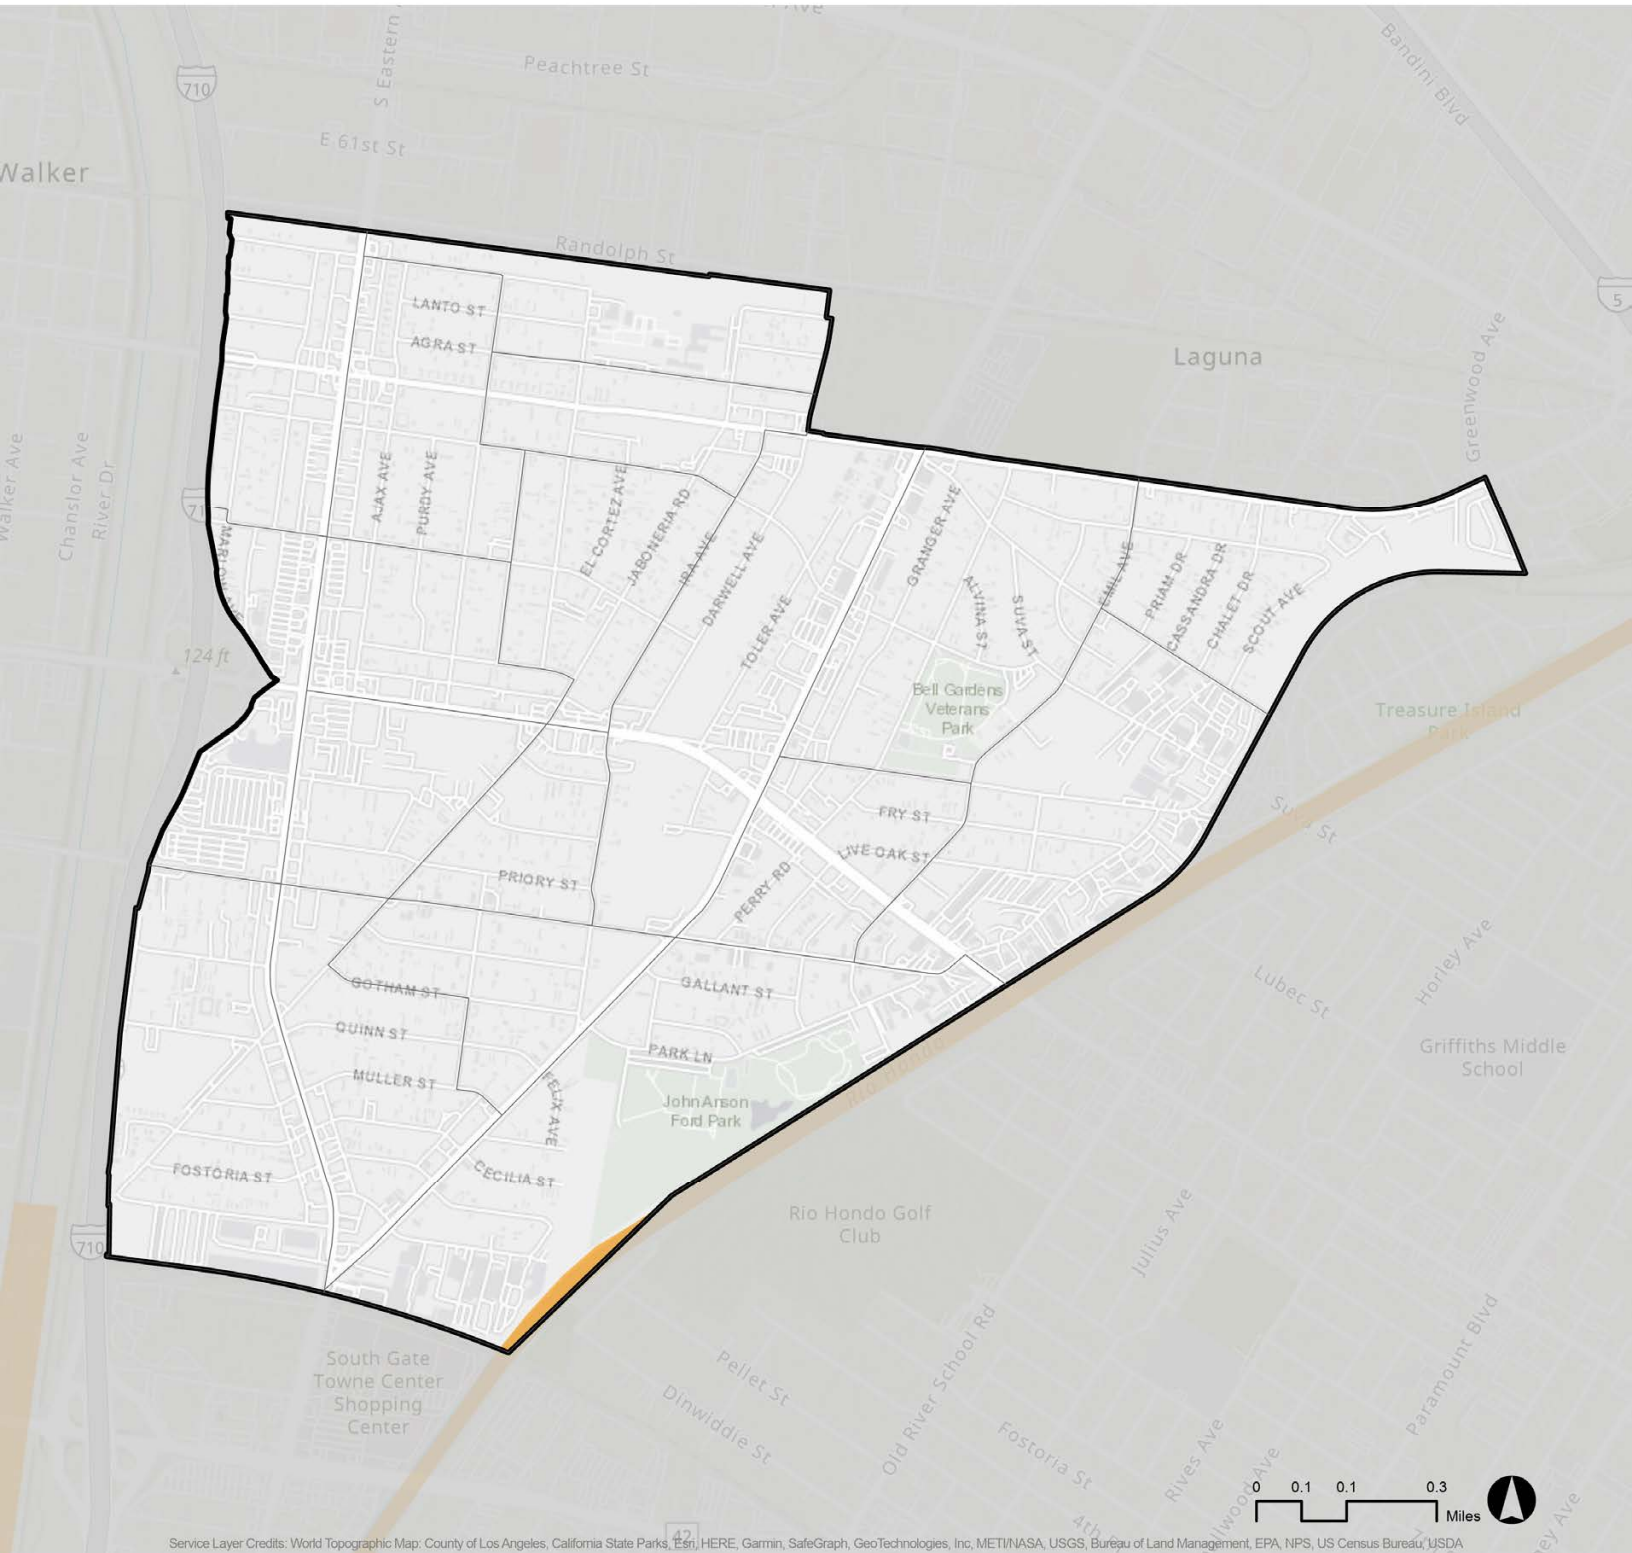 S Eastern
Peachtree St
Bandini Blvd
710
E 61st St
Walker
Randolph St
5
LANTO ST
AGRA ST
Laguna
Greenwood Ave
Walker Ave
Chanslor Ave
River Dr
AJAX AVE
PURDY AVE
EL CORTEZ AVE
JABONERIA RD
IRA AVE
DARWELL AVE
TOLER AVE
GRANGER AVE
ALVINA ST
SUVA ST
EMIL AVE
PRIAM DR
CASSANDRA DR
CHALET DR
SCOUT AVE
124 ft
Bell Gardens
Veterans
Park
Treasure Island
Park
FRY ST
LIVE OAK ST
Suva St
PRIORY ST
PERRY RD
Horley Ave
Lubec St
GOTHAM ST
GALLANT ST
QUINN ST
PARK LN
Rio Hondo
Griffiths Middle
School
MULLER ST
FELIX AVE
John Anson
Ford Park
FOSTORIA ST
CECILIA ST
Rio Hondo Golf
Club
Julius Ave
710
South Gate
Towne Center
Shopping
Center
Pellet St
Dinwiddie St
Old River School Rd
Fostoria St
Rives Ave
Paramount Blvd
4th
42
0 0.1 0.1 0.3
Miles
Service Layer Credits: World Topographic Map: County of Los Angeles, California State Parks, Esri, HERE, Garmin, SafeGraph, GeoTechnologies, Inc, METI/NASA, USGS, Bureau of Land Management, EPA, NPS, US Census Bureau, USDA